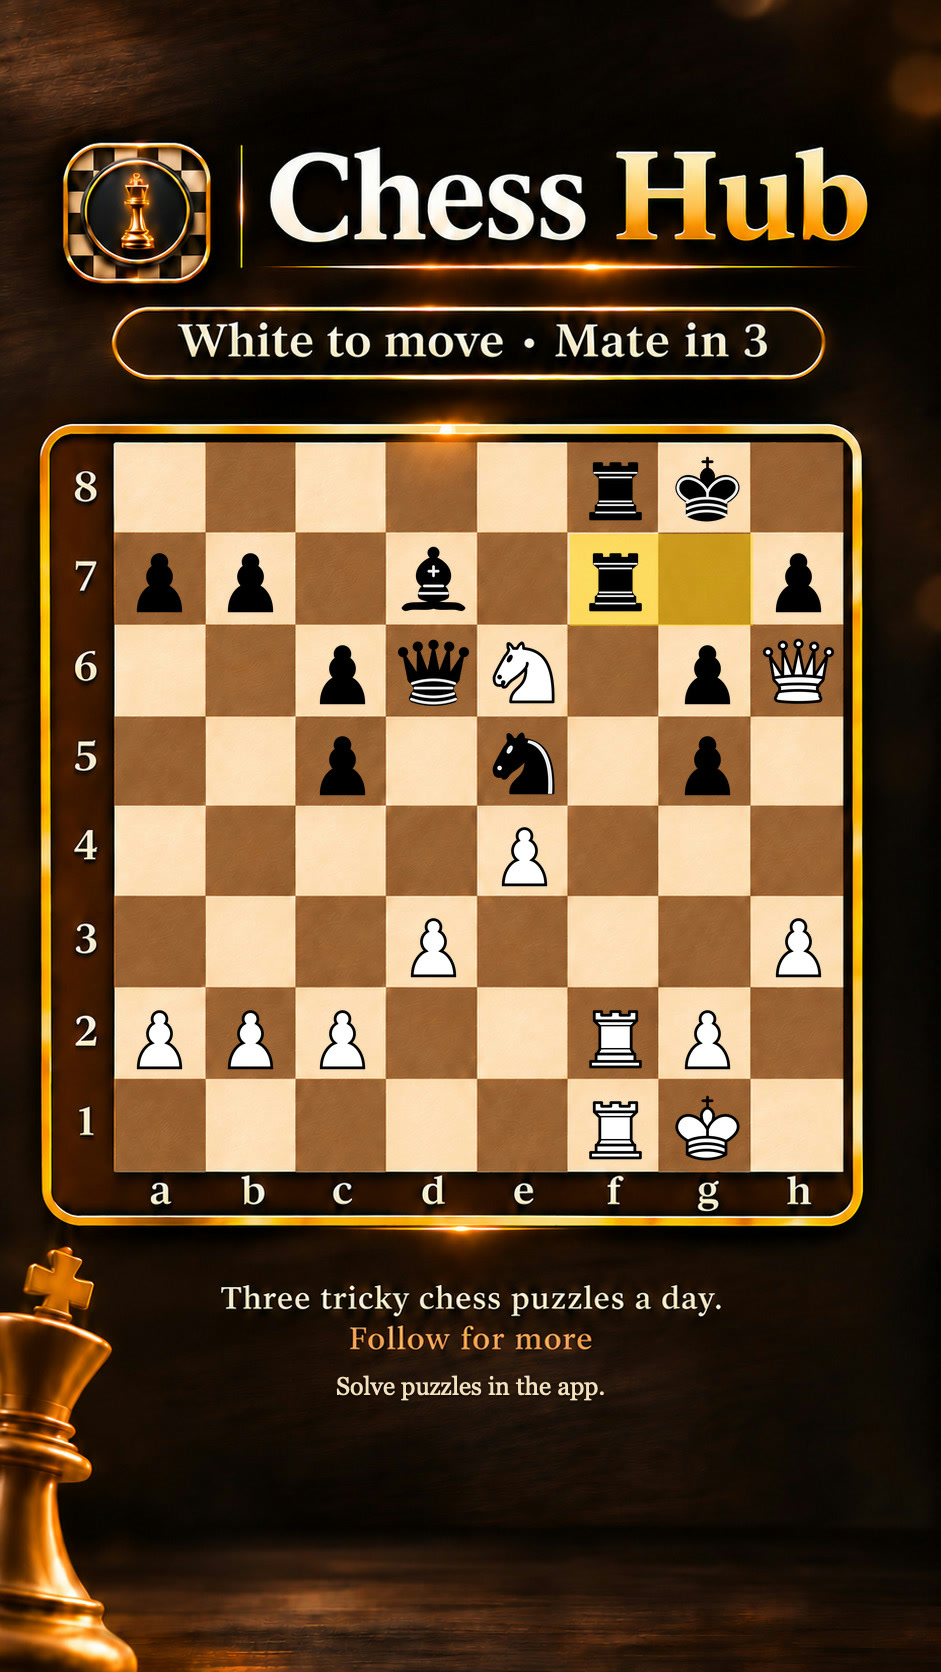 Chess Hub
White to move • Mate in 3
8
7
6
5
4
3
2
1
a b c d e f g h
Three tricky chess puzzles a day.
Follow for more
Solve puzzles in the app.